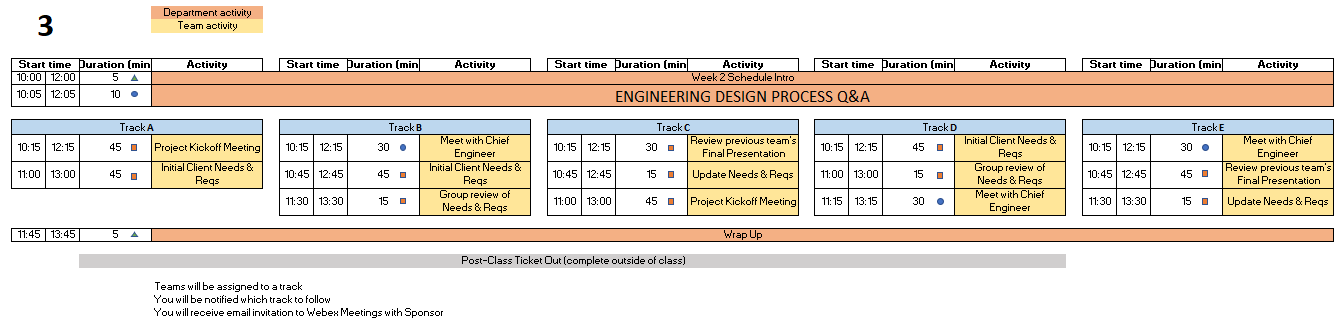 3
Department activity
Team activity
Start time Duration (min Activity Start time Duration (min Activity Start time Duration (min Activity Start time Duration (min Activity Start time Duration (min Activity
10:00 12:00 5 Week 2 Schedule Intro
10:05 12:05 10 ENGINEERING DESIGN PROCESS Q&A
Track A
10:15 12:15 45 Project Kickoff Meeting
11:00 13:00 45 Initial Client Needs &
Reqs
Track B
10:15 12:15 30 Meet with Chief
Engineer
10:45 12:45 45 Initial Client Needs &
Reqs
11:30 13:30 15 Group review of
Needs & Reqs
Track C
10:15 12:15 30 Review previous team's
Final Presentation
10:45 12:45 15 Update Needs & Reqs
11:00 13:00 45 Project Kickoff Meeting
Track D
10:15 12:15 45 Initial Client Needs &
Reqs
11:00 13:00 15 Group review of
Needs & Reqs
11:15 13:15 30 Meet with Chief
Engineer
Track E
10:15 12:15 30 Meet with Chief
Engineer
10:45 12:45 45 Review previous team's
Final Presentation
11:30 13:30 15 Update Needs & Reqs
11:45 13:45 5 Wrap Up
Post-Class Ticket Out (complete outside of class)
Teams will be assigned to a track
You will be notified which track to follow
You will receive email invitation to Webex Meetings with Sponsor